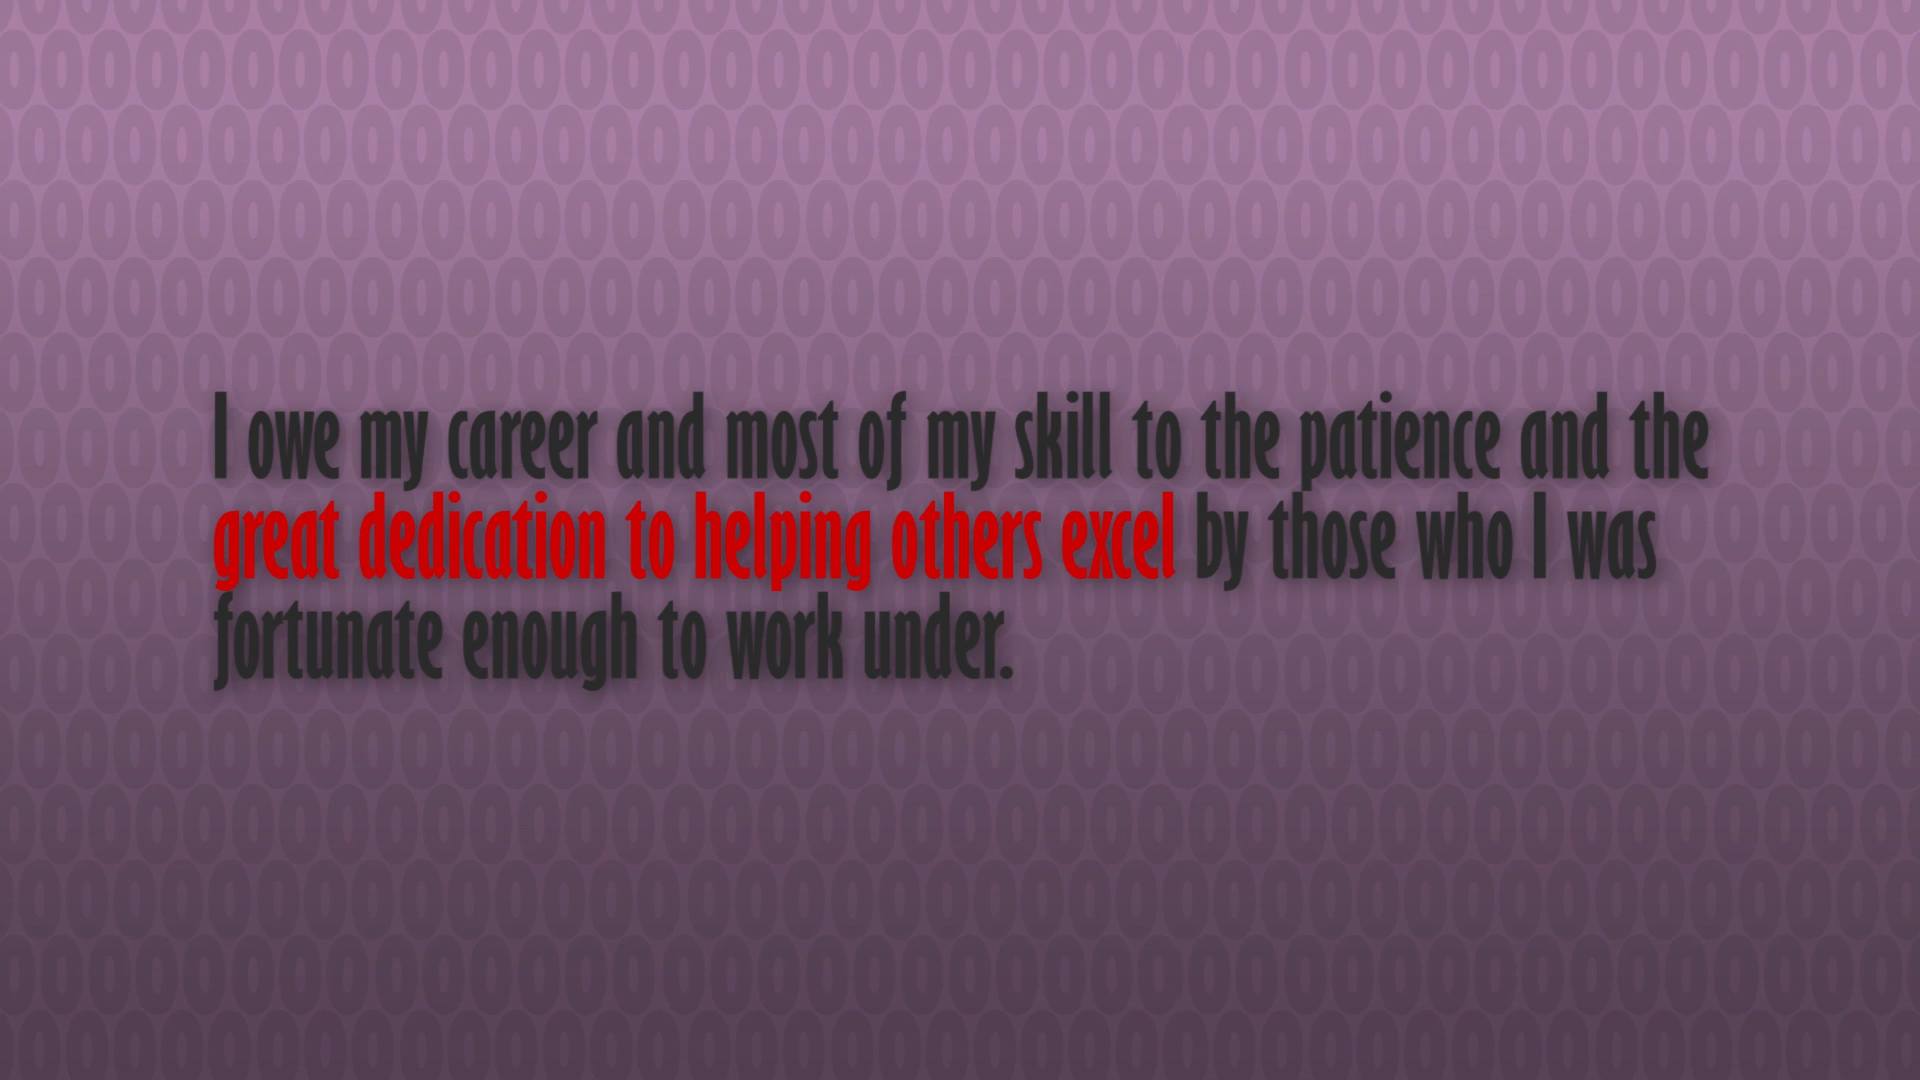 I owe my career and most of my skill to the patience and the
great dedication to helping others excel by those who I was
fortunate enough to work under.